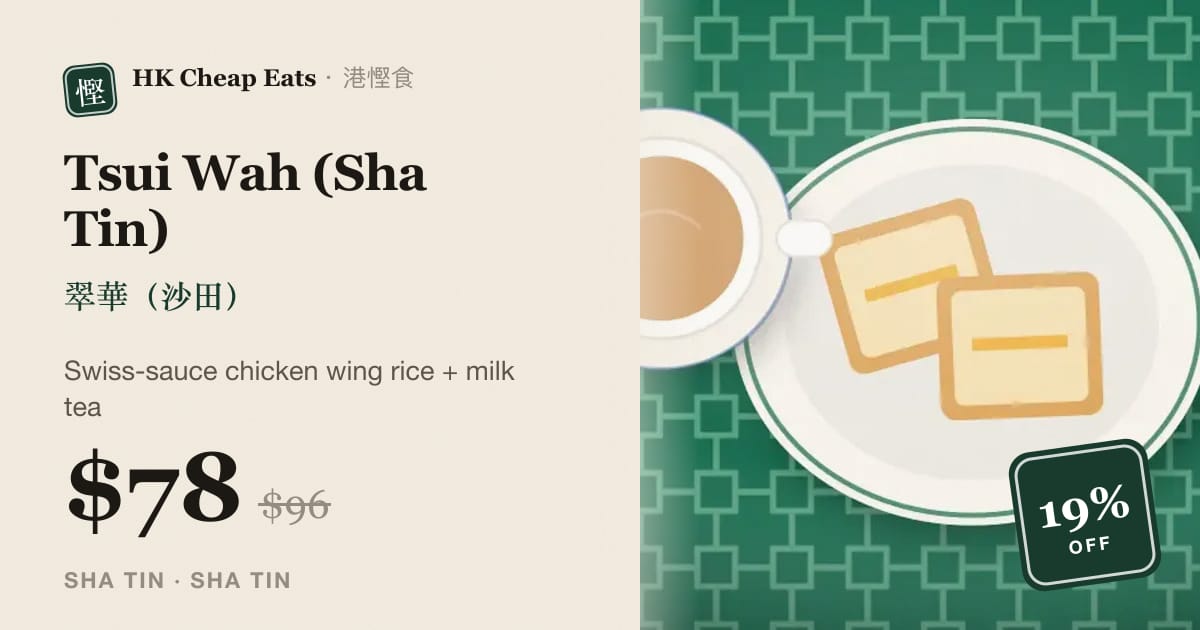 慳
HK Cheap Eats · 港慳食
Tsui Wah (Sha
Tin)
翠華（沙田）
Swiss-sauce chicken wing rice + milk
tea
$78 $96
SHA TIN · SHA TIN
19%
OFF